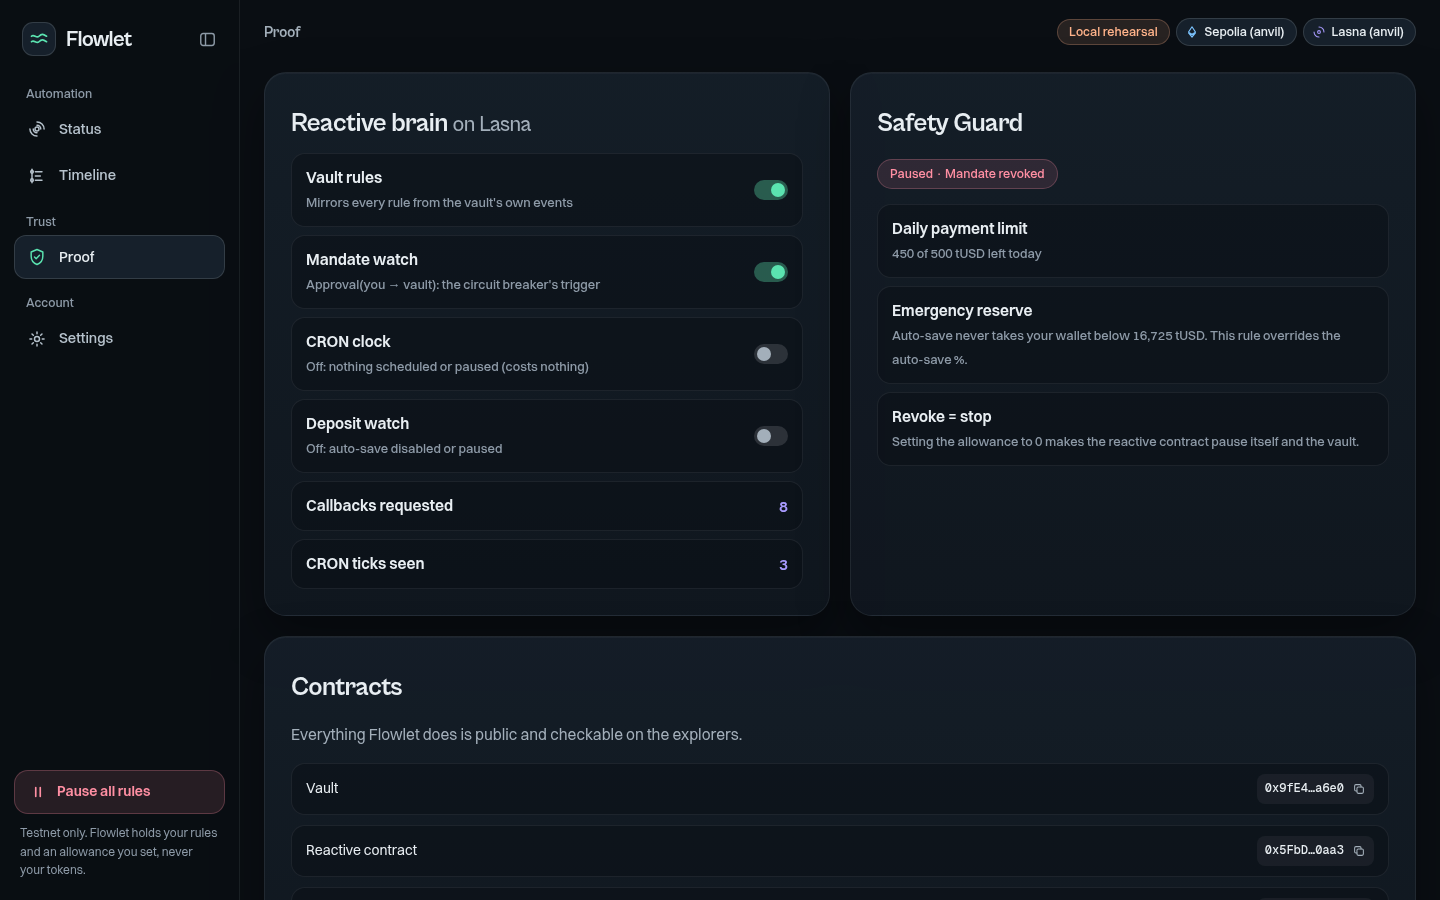 Flowlet
Automation
Status
Timeline
Trust
Proof
Account
Settings
Pause all rules
Testnet only. Flowlet holds your rules
and an allowance you set, never
your tokens.
Proof
Local rehearsal
Sepolia (anvil)
Lasna (anvil)
Reactive brain on Lasna
Vault rules
Mirrors every rule from the vault's own events
Mandate watch
Approval(you → vault): the circuit breaker's trigger
CRON clock
Off: nothing scheduled or paused (costs nothing)
Deposit watch
Off: auto-save disabled or paused
Callbacks requested
8
CRON ticks seen
3
Safety Guard
Paused · Mandate revoked
Daily payment limit
450 of 500 tUSD left today
Emergency reserve
Auto-save never takes your wallet below 16,725 tUSD. This rule overrides the
auto-save %.
Revoke = stop
Setting the allowance to 0 makes the reactive contract pause itself and the vault.
Contracts
Everything Flowlet does is public and checkable on the explorers.
Vault
0x9fE4…a6e0
Reactive contract
0x5FbD…0aa3